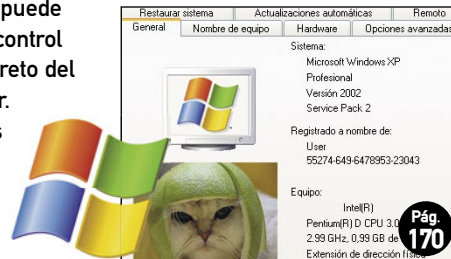 puede
control
reto del
r.
s
Restaurar sistema Actualizaciones automáticas Remoto
General Nombre de equipo Hardware Opciones avanzadas
Sistema:
Microsoft Windows XP
Profesional
Versión 2002
Service Pack 2
Registrado a nombre de:
User
55274-649-6478953-23043
Equipo:
Intel(R)
Pentium(R) D CPU 3.0
2.99 GHz, 0,99 GB de
Extensión de dirección física
Pág.
170